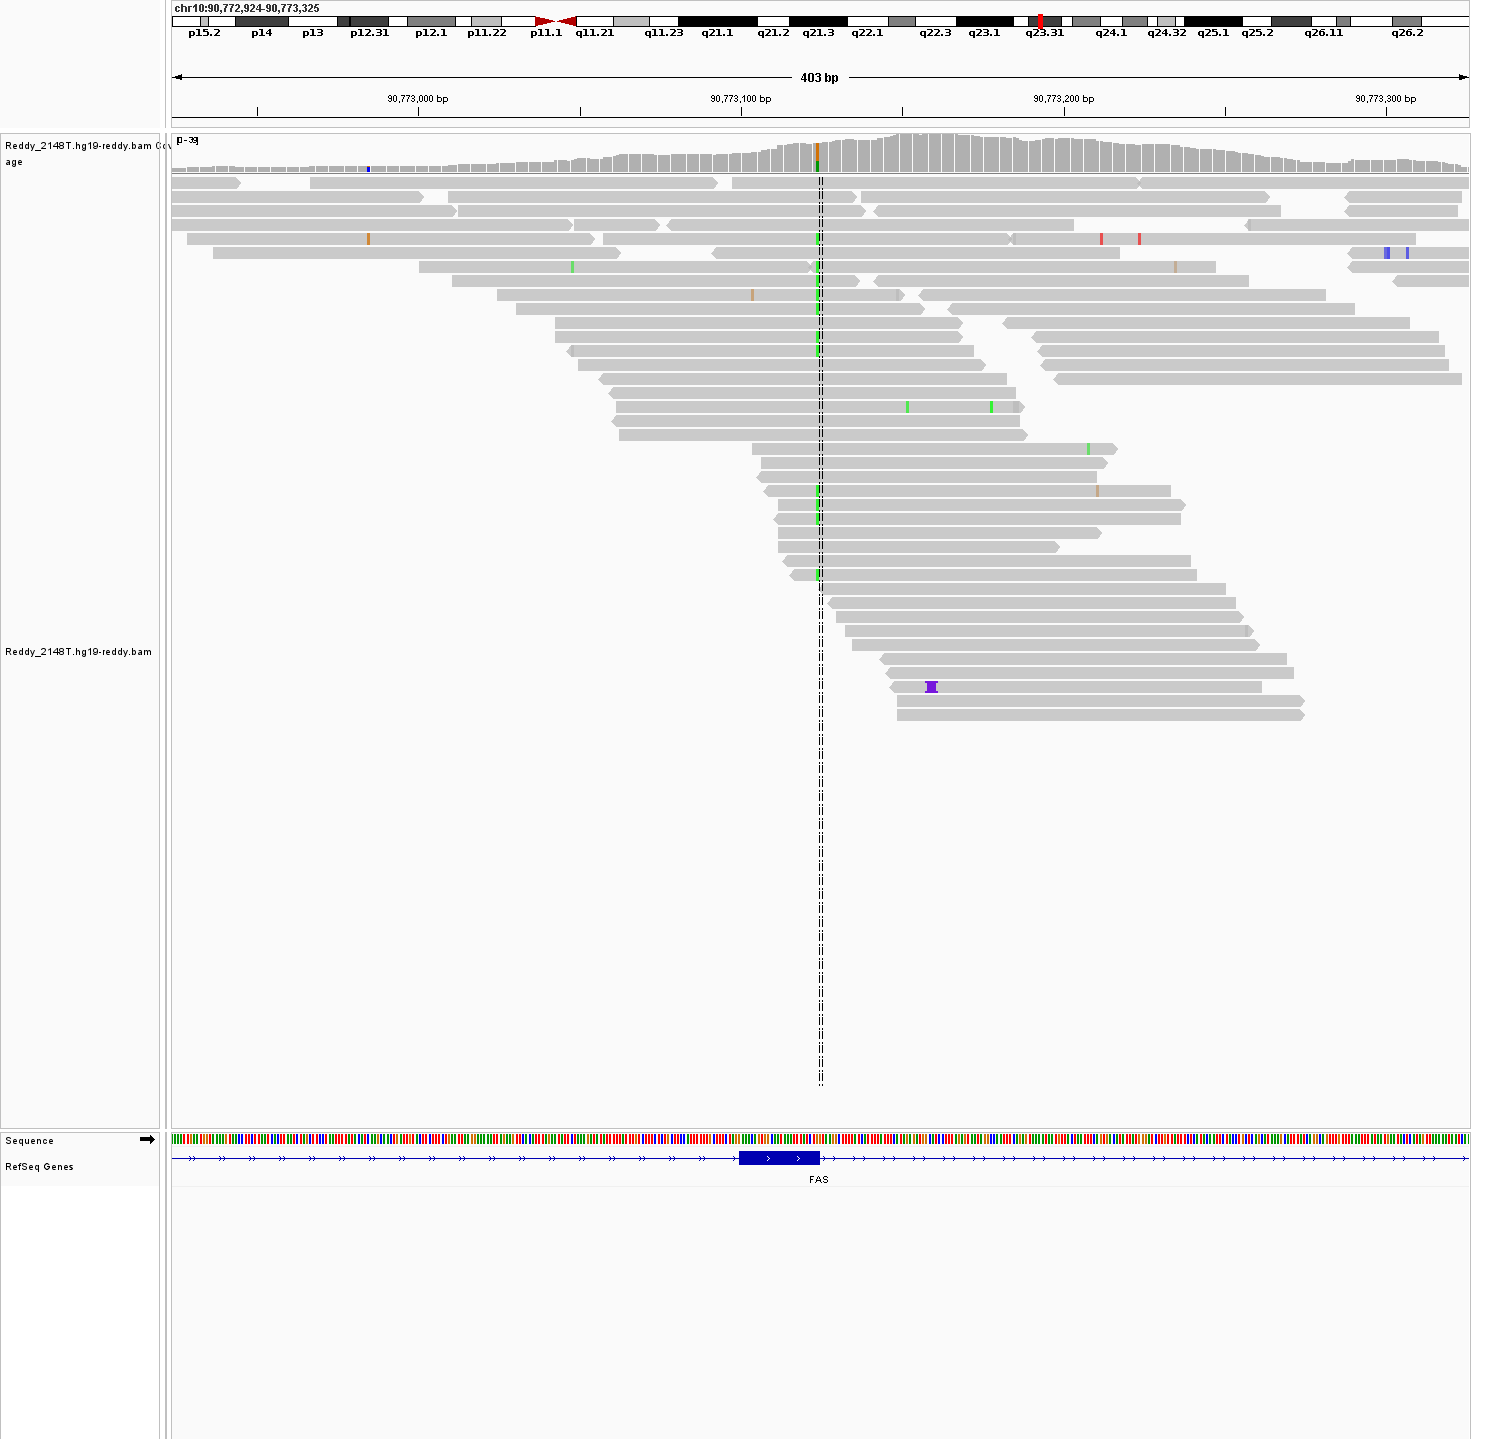 chr10:90,772,924-90,773,325
p15.2 p14 p13 p12.31 p12.1 p11.22 p11.1 q11.21 q11.23 q21.1 q21.2 q21.3 q22.1 q22.3 q23.1 q23.31 q24.1 q24.32 q25.1 q25.2 q26.11 q26.2
403 bp
90,773,000 bp 90,773,100 bp 90,773,200 bp 90,773,300 bp
[0-39]
Reddy_2148T.hg19-reddy.bam Cov
age
Reddy_2148T.hg19-reddy.bam
Sequence
RefSeq Genes
FAS